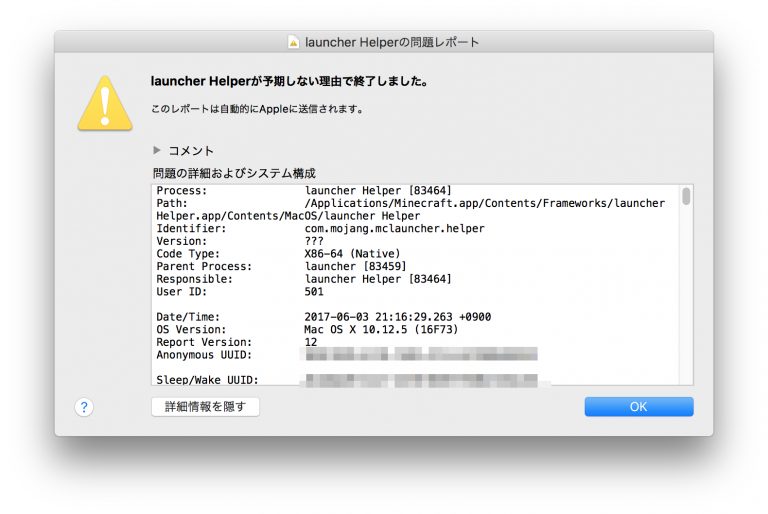 launcher Helperの問題レポート
launcher Helperが予期しない理由で終了しました。
このレポートは自動的にAppleに送信されます。
▶ コメント
問題の詳細およびシステム構成
Process: launcher Helper [83464]
Path: /Applications/Minecraft.app/Contents/Frameworks/launcher
Helper.app/Contents/MacOS/launcher Helper
Identifier: com.mojang.mclauncher.helper
Version: ???
Code Type: X86-64 (Native)
Parent Process: launcher [83459]
Responsible: launcher Helper [83464]
User ID: 501
Date/Time: 2017-06-03 21:16:29.263 +0900
OS Version: Mac OS X 10.12.5 (16F73)
Report Version: 12
Anonymous UUID:
Sleep/Wake UUID:
?
詳細情報を隠す
OK